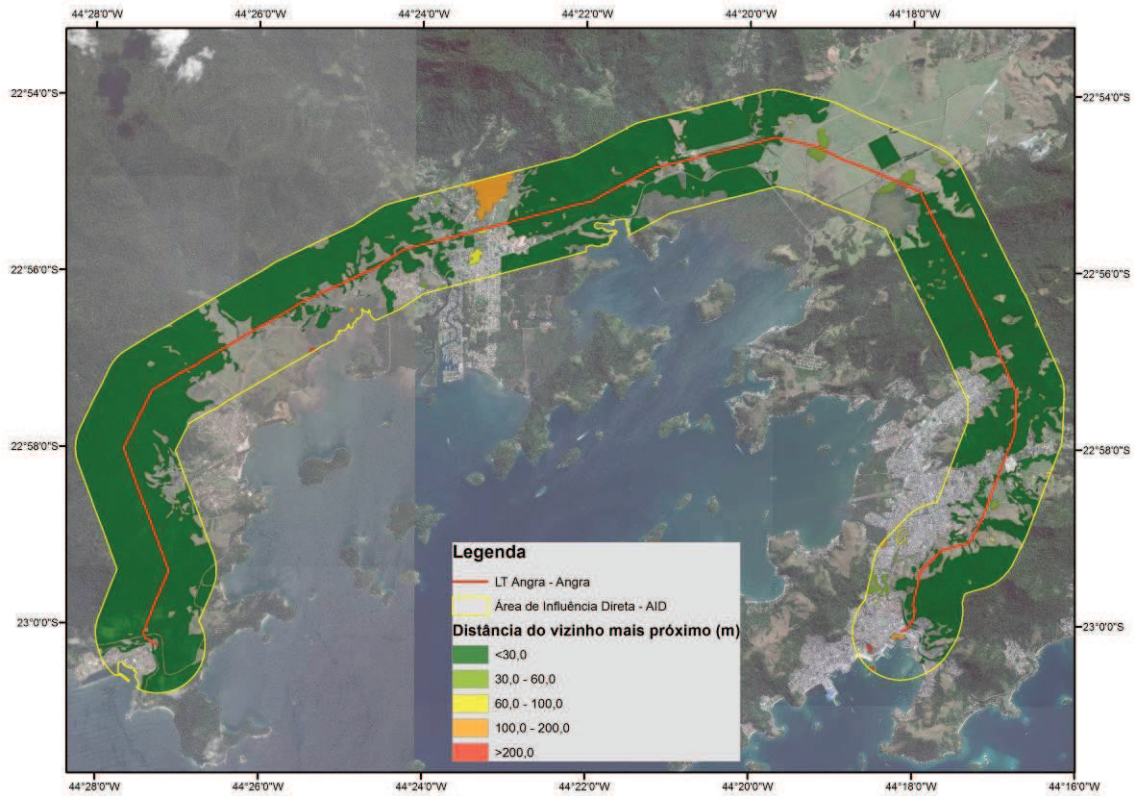 44°28'0"W 44°26'0"W 44°24'0"W 44°22'0"W 44°20'0"W 44°18'0"W
22°54'0"S 22°54'0"S
22°56'0"S 22°56'0"S
22°58'0"S 22°58'0"S
23°0'0"S 23°0'0"S
Legenda
LT Angra - Angra
Área de Influência Direta - AID
Distância do vizinho mais próximo (m)
<30,0
30,0 - 60,0
60,0 - 100,0
100,0 - 200,0
>200,0
44°28'0"W 44°26'0"W 44°24'0"W 44°22'0"W 44°20'0"W 44°18'0"W 44°16'0"W